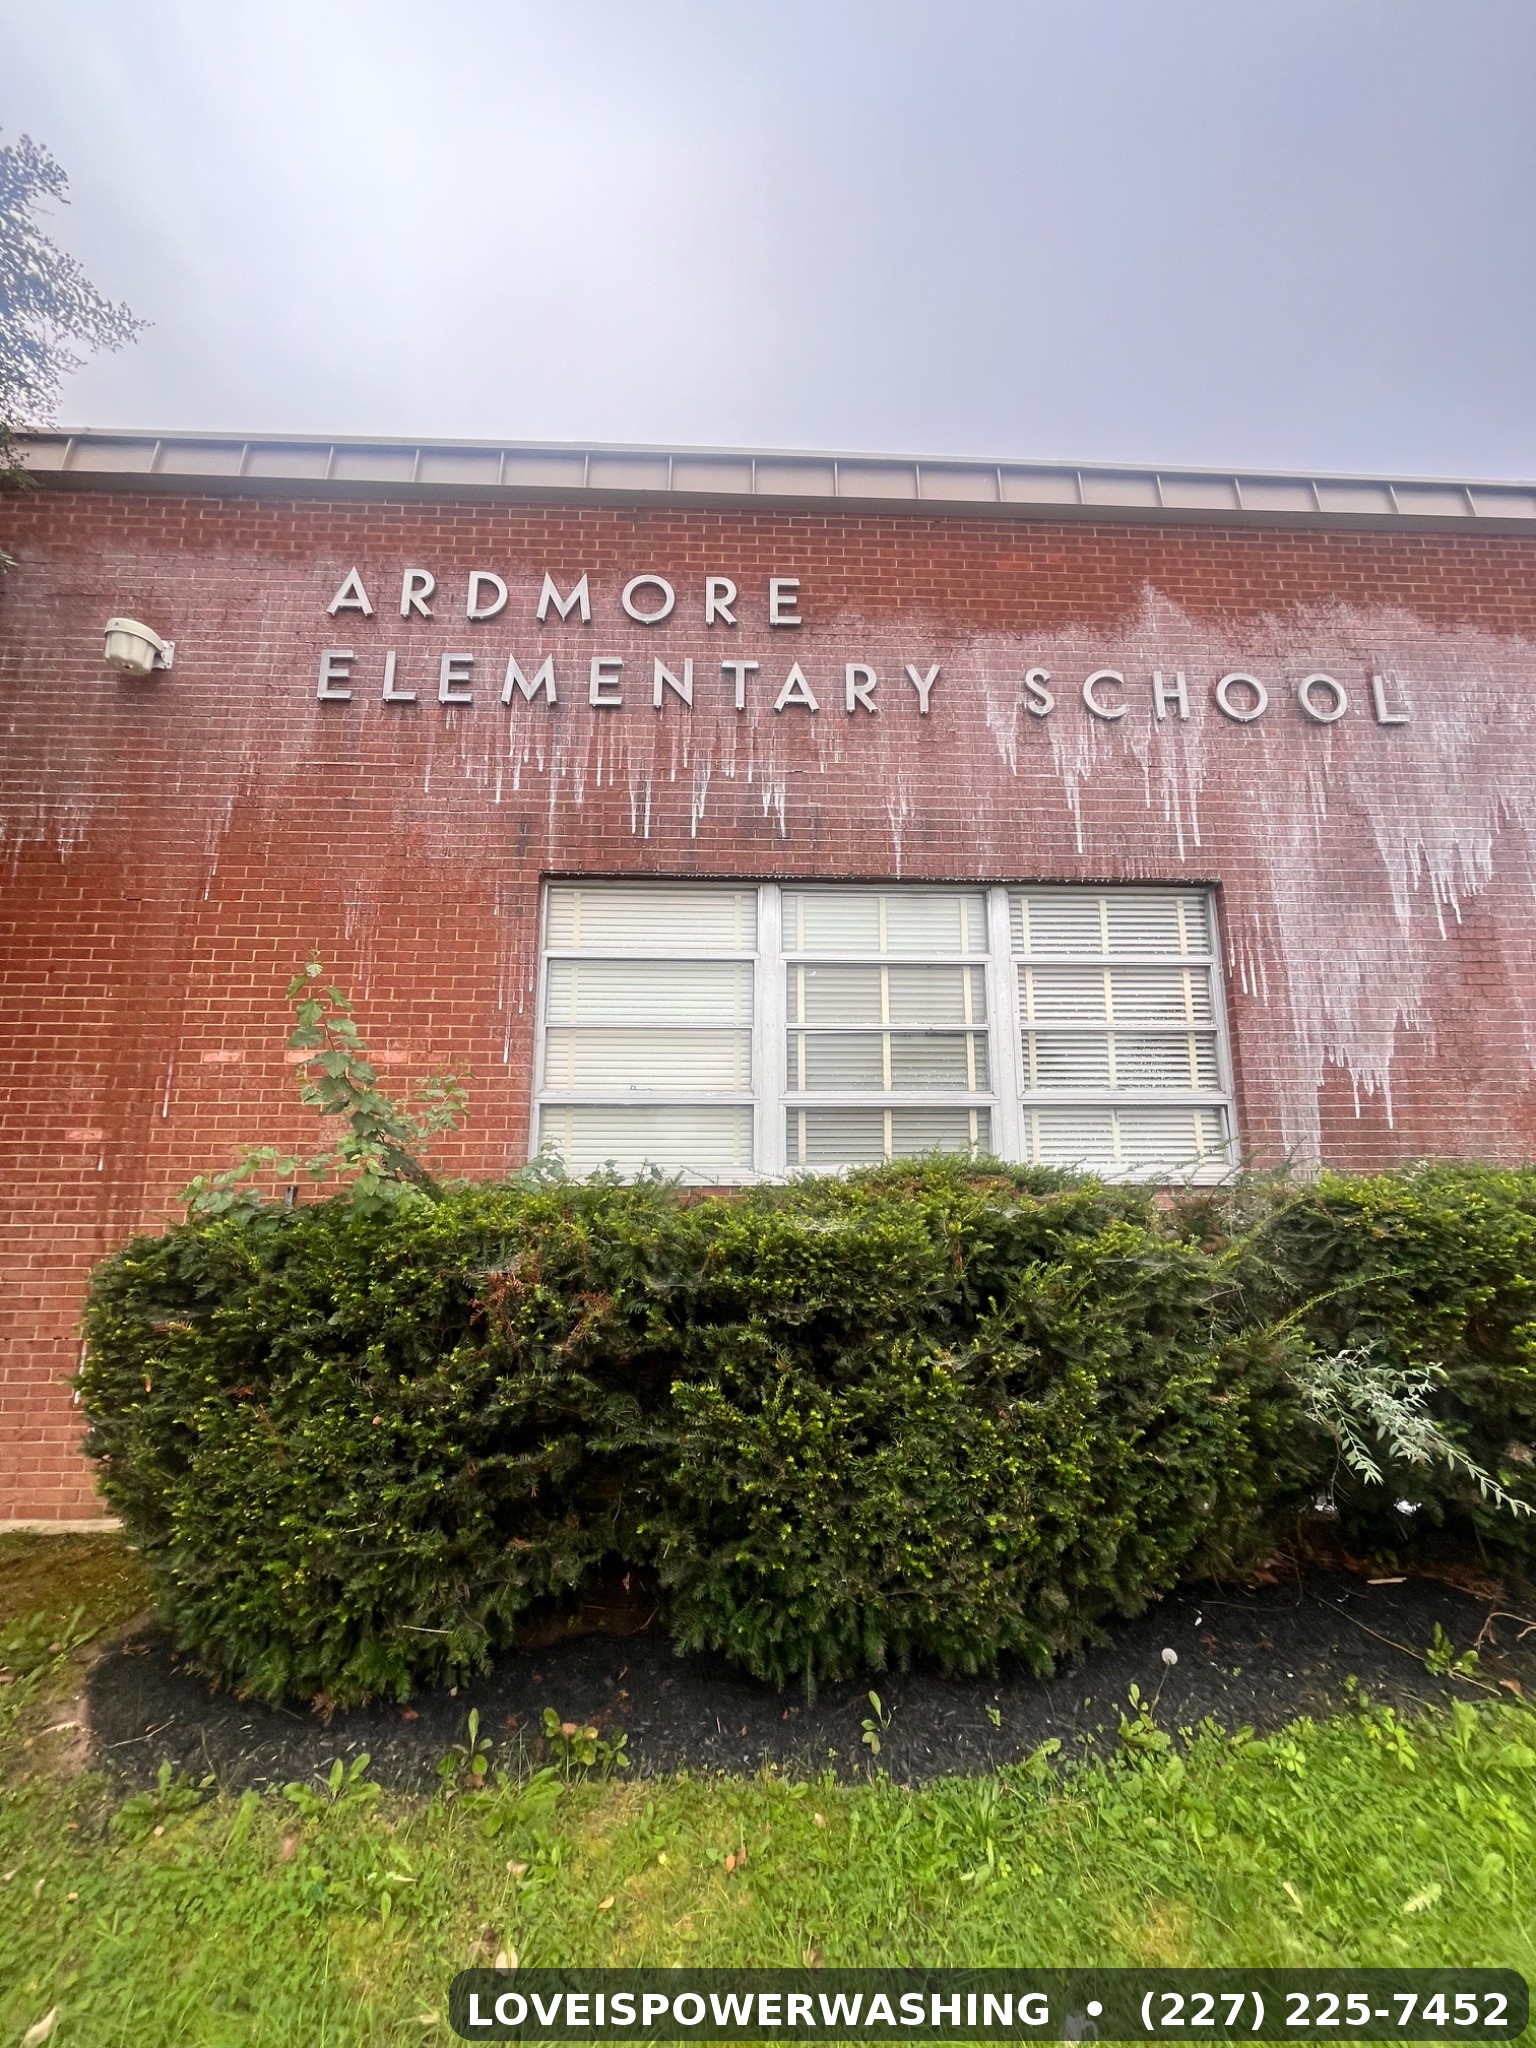 ARDMORE
ELEMENTARY SCHOOL
LOVEISPOWERWASHING • (227) 225-7452